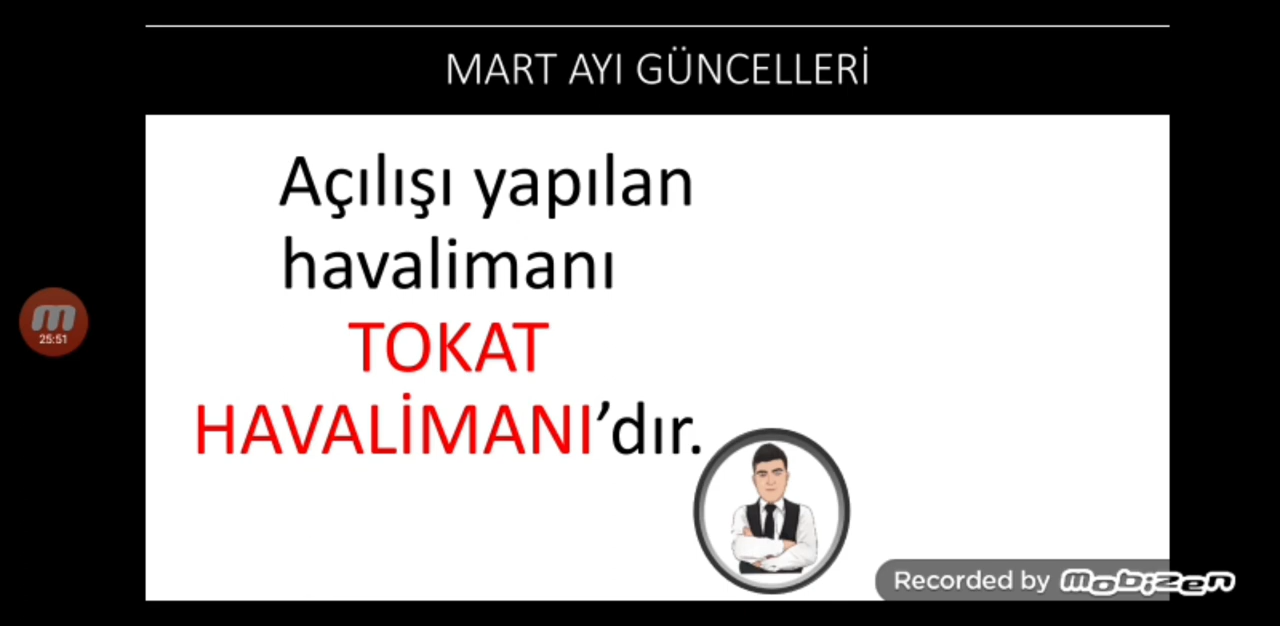 MART AYI GÜNCELLERİ
Açılışı yapılan
havalimanı
TOKAT
HAVALİMANI’dır.
m
25:51
Recorded by mobizen